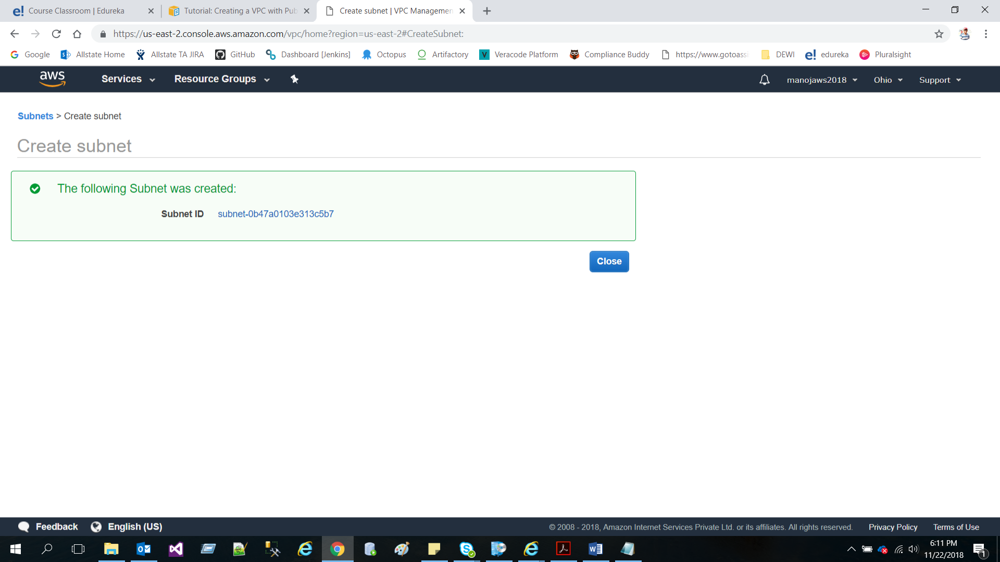 Course Classroom | Edureka
Tutorial: Creating a VPC with Pub
Create subnet | VPC Managemen
https://us-east-2.console.aws.amazon.com/vpc/home?region=us-east-2#CreateSubnet:
Google
Allstate Home
Allstate TA JIRA
GitHub
Dashboard [Jenkins]
Octopus
Artifactory
Veracode Platform
Compliance Buddy
https://www.gotoassi
DEWI
edureka
Pluralsight
aws
Services
Resource Groups
manojaws2018
Ohio
Support
Subnets > Create subnet
Create subnet
The following Subnet was created:
Subnet ID subnet-0b47a0103e313c5b7
Close
Feedback
English (US)
© 2008 - 2018, Amazon Internet Services Private Ltd. or its affiliates. All rights reserved.
Privacy Policy
Terms of Use
6:11 PM
11/22/2018
1